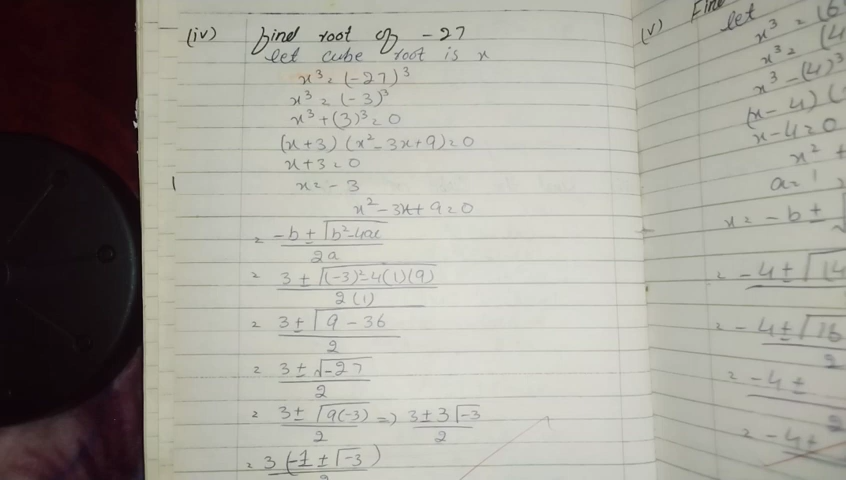 (iv) find root of -27
let cube root is x
x³ = (-27)³
x³ = (-3)³
x³ + (3)³ = 0
(x+3) (x² - 3x + 9) = 0
x + 3 = 0
x = - 3
x² - 3x + 9 = 0
= -b ± √b² - 4ac / 2a
= 3 ± √(-3)² - 4(1)(9) / 2(1)
= 3 ± √9 - 36 / 2
= 3 ± √-27 / 2
= 3 ± √9(-3) / 2 => 3 ± 3√-3 / 2
= 3 (-1 ± √-3)
(v) Find
let
x³ =
x³ = (4
x³ - (4)³
(x - 4) (
x - 4 = 0
x² +
a = 1,
x = - b ±
= -4 ± √
= -4 ± √16 / 2
= -4 ±
= -4 ±